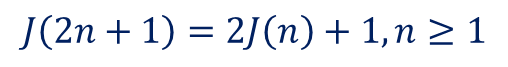 J(2n + 1) = 2J(n) + 1, n ≥ 1